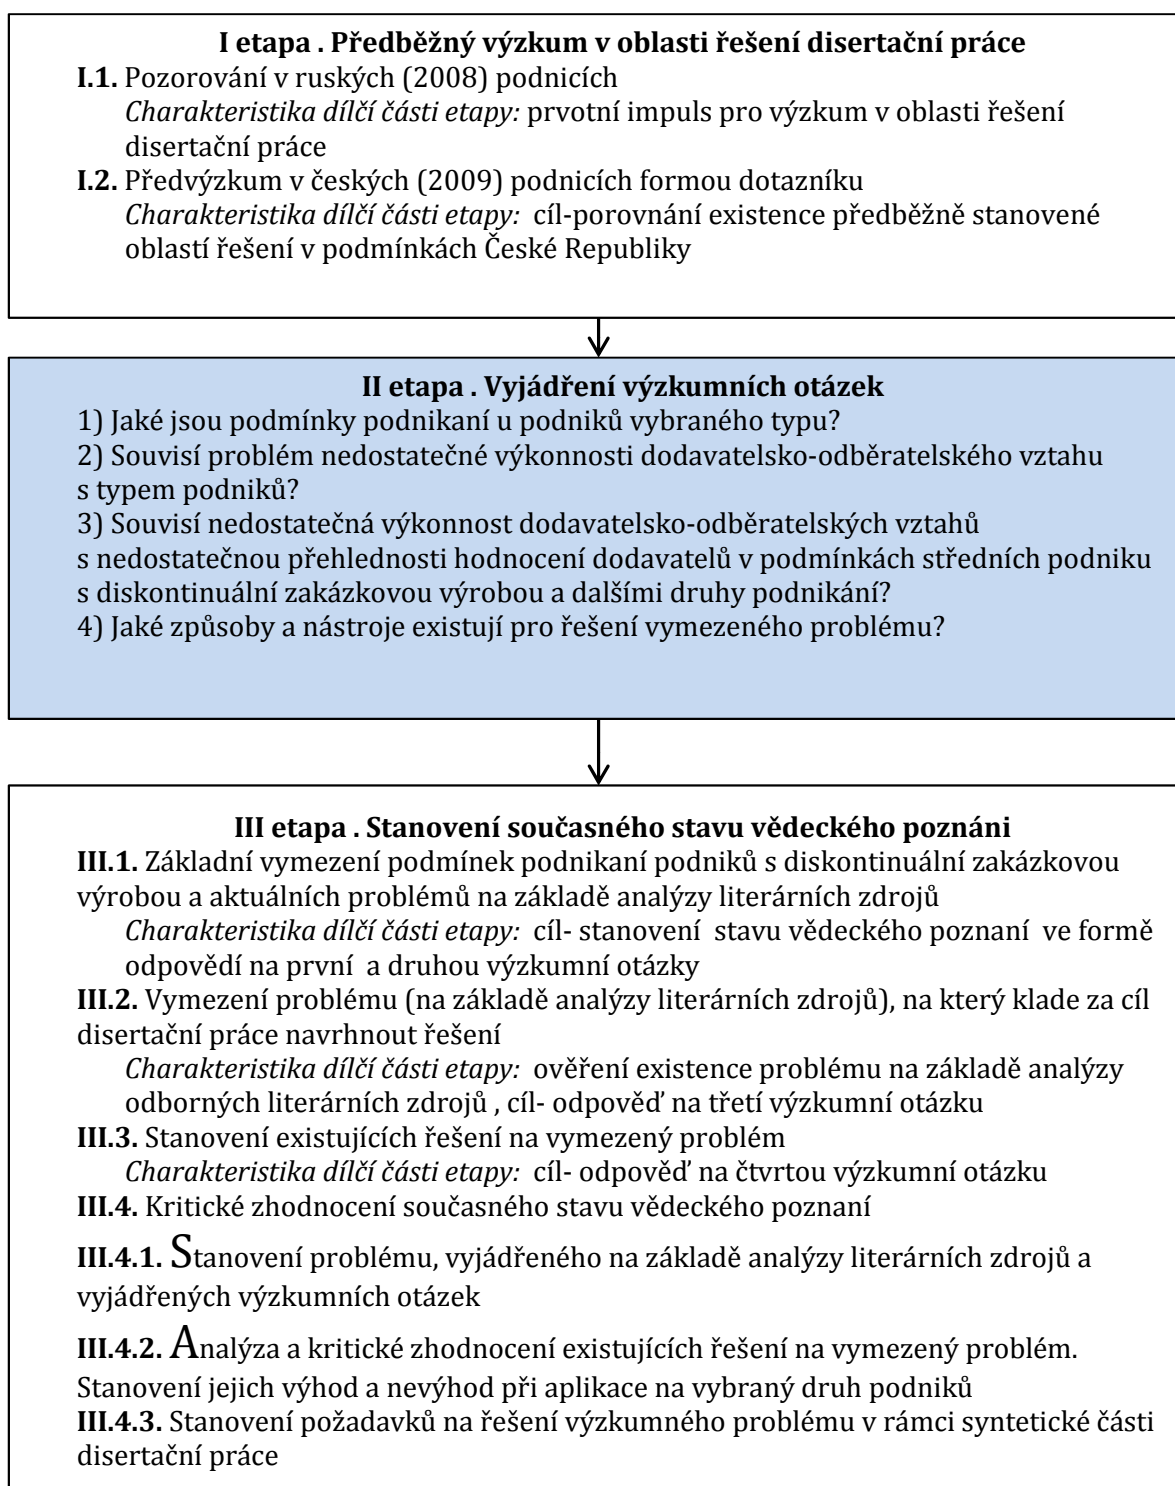 I etapa . Předběžný výzkum v oblasti řešení disertační práce
I.1. Pozorování v ruských (2008) podnicích
Charakteristika dílčí části etapy: prvotní impuls pro výzkum v oblasti řešení
disertační práce
I.2. Předvýzkum v českých (2009) podnicích formou dotazníku
Charakteristika dílčí části etapy: cíl-porovnání existence předběžně stanovené
oblastí řešení v podmínkách České Republiky
II etapa . Vyjádření výzkumních otázek
1) Jaké jsou podmínky podnikaní u podniků vybraného typu?
2) Souvisí problém nedostatečné výkonnosti dodavatelsko-odběratelského vztahu
s typem podniků?
3) Souvisí nedostatečná výkonnost dodavatelsko-odběratelských vztahů
s nedostatečnou přehlednosti hodnocení dodavatelů v podmínkách středních podniku
s diskontinuální zakázkovou výrobou a dalšími druhy podnikání?
4) Jaké způsoby a nástroje existují pro řešení vymezeného problému?
III etapa . Stanovení současného stavu vědeckého poznáni
III.1. Základní vymezení podmínek podnikaní podniků s diskontinuální zakázkovou
výrobou a aktuálních problémů na základě analýzy literárních zdrojů
Charakteristika dílčí části etapy: cíl- stanovení stavu vědeckého poznaní ve formě
odpovědí na první a druhou výzkumní otázky
III.2. Vymezení problému (na základě analýzy literárních zdrojů), na který klade za cíl
disertační práce navrhnout řešení
Charakteristika dílčí části etapy: ověření existence problému na základě analýzy
odborných literárních zdrojů , cíl- odpověď na třetí výzkumní otázku
III.3. Stanovení existujících řešení na vymezený problém
Charakteristika dílčí části etapy: cíl- odpověď na čtvrtou výzkumní otázku
III.4. Kritické zhodnocení současného stavu vědeckého poznaní
III.4.1. Stanovení problému, vyjádřeného na základě analýzy literárních zdrojů a
vyjádřených výzkumních otázek
III.4.2. Analýza a kritické zhodnocení existujících řešení na vymezený problém.
Stanovení jejich výhod a nevýhod při aplikace na vybraný druh podniků
III.4.3. Stanovení požadavků na řešení výzkumného problému v rámci syntetické části
disertační práce